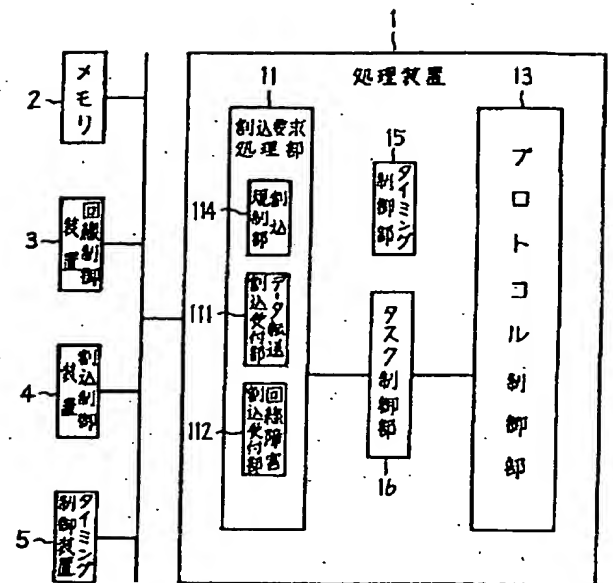 1
処理装置
2
メモリ
3
回線制御
装置
4
割込制御
装置
5
タイミング
制御装置
11
割込要求
処理部
114
割込
規制部
111
データ転送
割込受付部
112
回線障害
割込受付部
15
タイミング
制御部
タスク制御部
16
13
プロトコル制御部